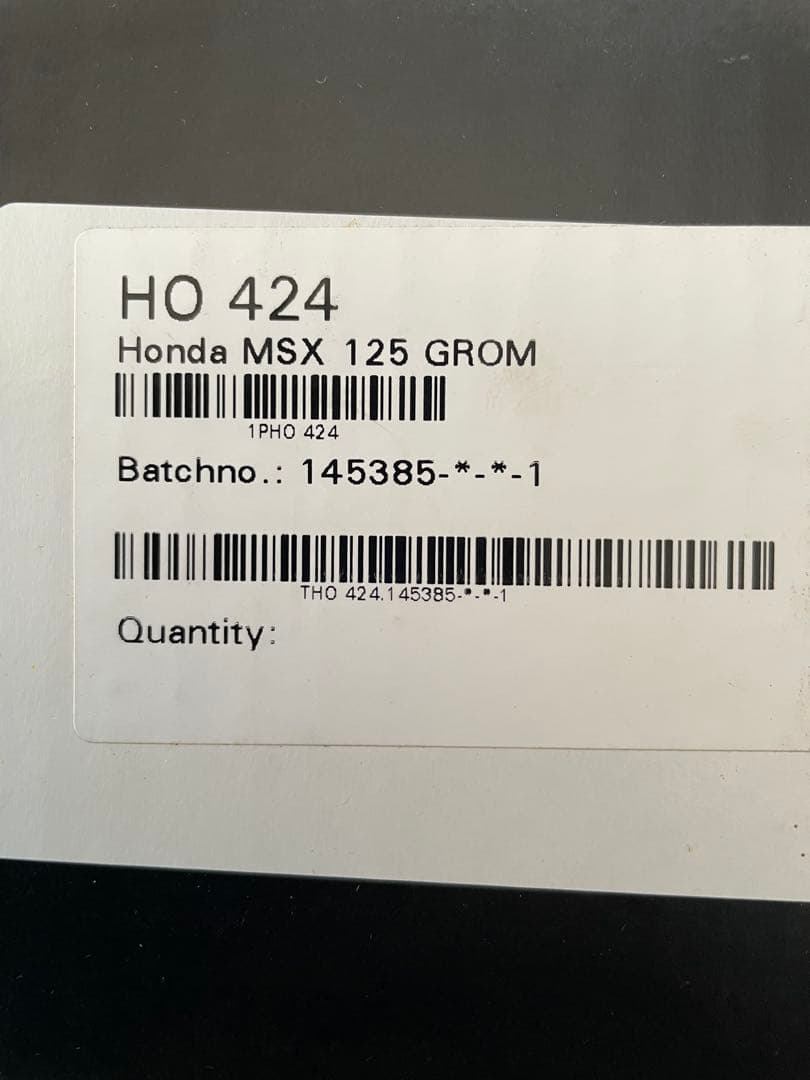 HO 424
Honda MSX 125 GROM
1PHO 424
Batchno.: 145385-*-*-1
THO 424.145385-*-*-1
Quantity: